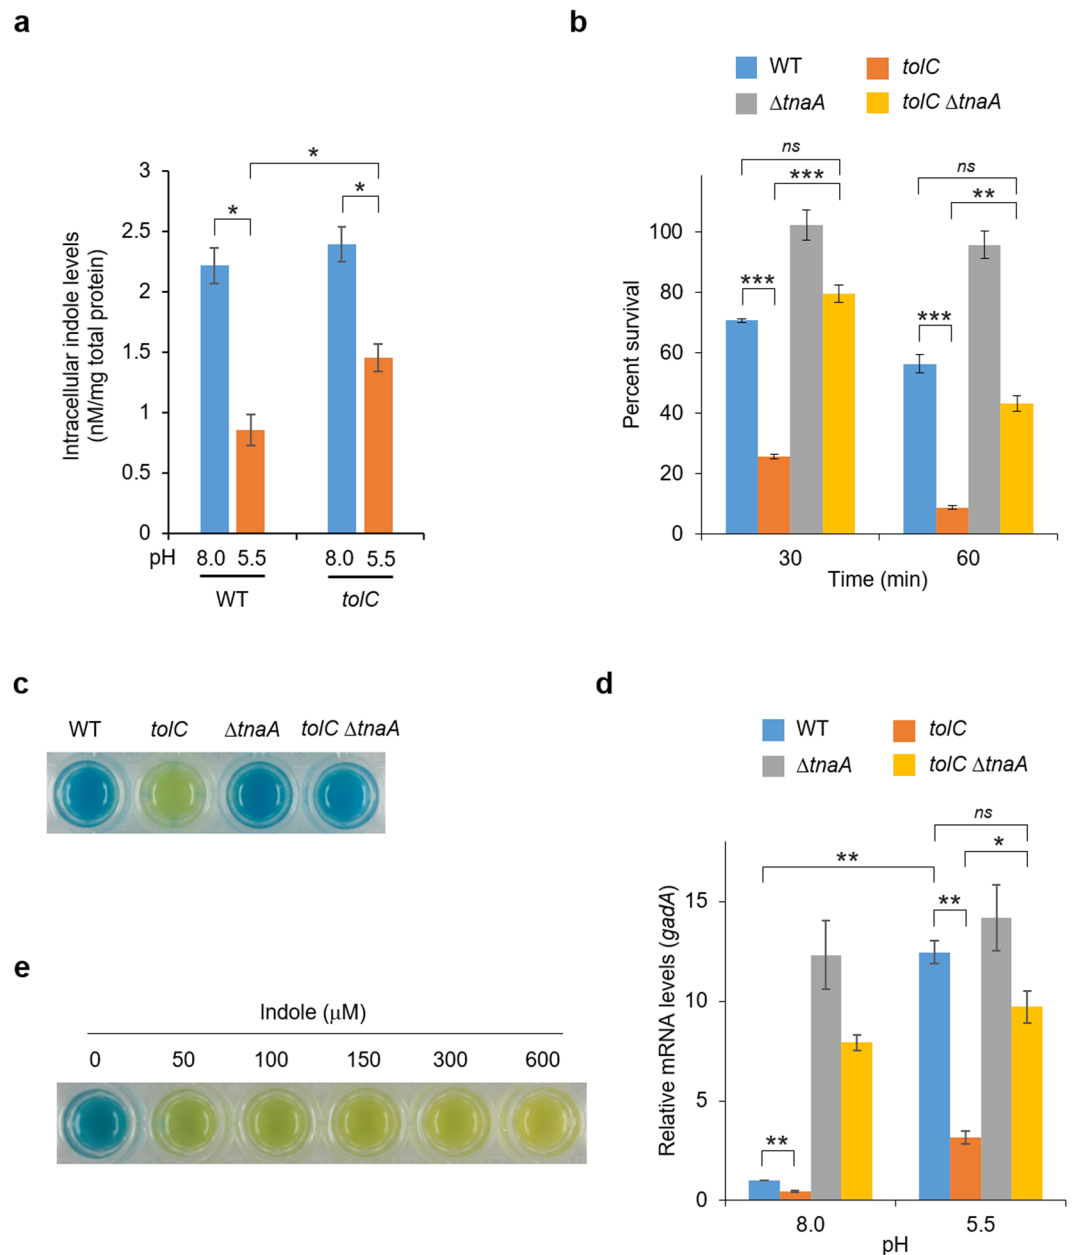 a
*
*
*
3
2.5
2
1.5
1
0.5
0
Intracellular indole levels
(nM/mg total protein)
pH
8.0 5.5 8.0 5.5
WT tolC
b
WT tolC
ΔtnaA tolC ΔtnaA
ns
***
***
ns
**
***
100
80
60
40
20
0
Percent survival
30 60
Time (min)
c
WT tolC ΔtnaA tolC ΔtnaA
d
WT tolC
ΔtnaA tolC ΔtnaA
ns
*
**
**
**
15
10
5
0
Relative mRNA levels (gadA)
8.0 5.5
pH
e
Indole (μM)
0 50 100 150 300 600